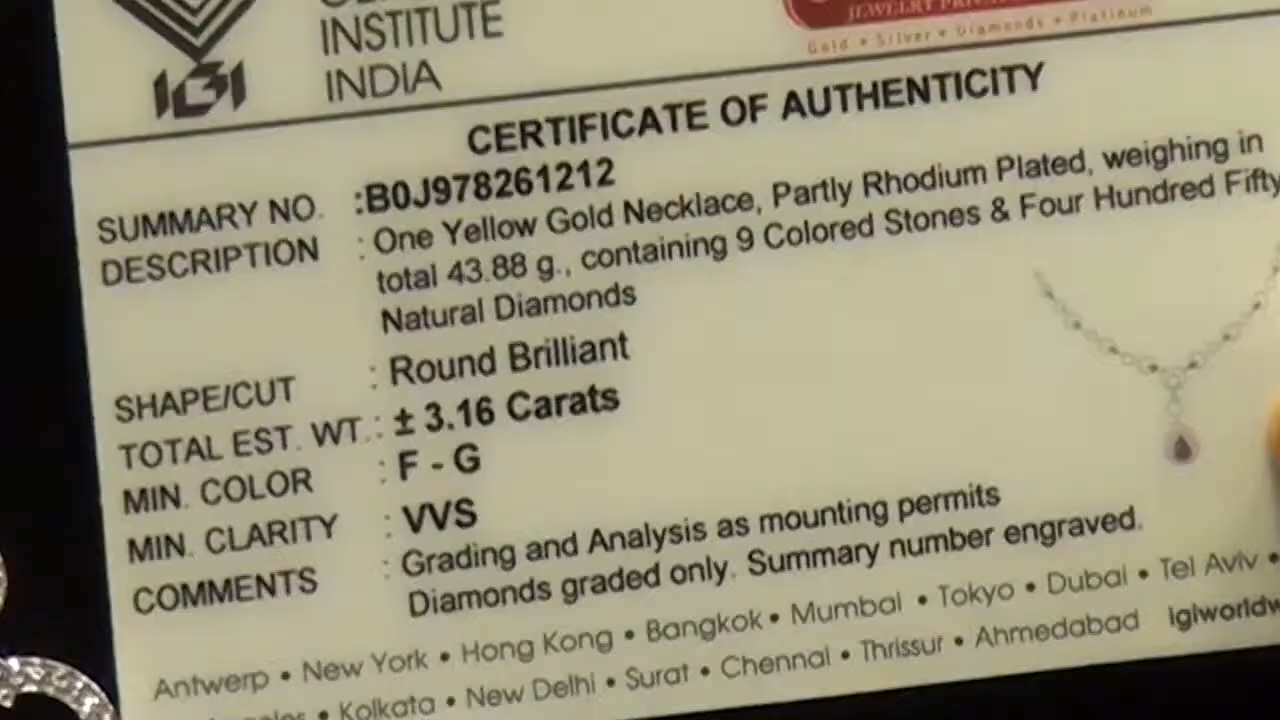 INSTITUTE
INDIA
IGI
JEWELRY
Gold • Silver • Diamonds • Platinum
CERTIFICATE OF AUTHENTICITY
SUMMARY NO. :B0J978261212
DESCRIPTION : One Yellow Gold Necklace, Partly Rhodium Plated, weighing in
total 43.88 g., containing 9 Colored Stones & Four Hundred Fifty
Natural Diamonds
SHAPE/CUT : Round Brilliant
TOTAL EST. WT. : ± 3.16 Carats
MIN. COLOR : F - G
MIN. CLARITY : VVS
COMMENTS : Grading and Analysis as mounting permits
Diamonds graded only. Summary number engraved.
Antwerp • New York • Hong Kong • Bangkok • Mumbai • Tokyo • Dubai • Tel Aviv •
• Kolkata • New Delhi • Surat • Chennai • Thrissur • Ahmedabad igiworldw